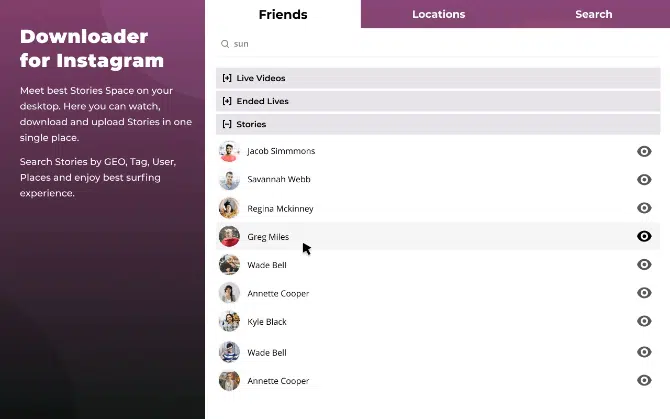 Downloader
for Instagram
Meet best Stories Space on your
desktop. Here you can watch,
download and upload Stories in one
single place.
Search Stories by GEO, Tag, User,
Places and enjoy best surfing
experience.
Friends
Locations
Search
sun
[+] Live Videos
[+] Ended Lives
[–] Stories
Jacob Simmmons
Savannah Webb
Regina Mckinney
Greg Miles
Wade Bell
Annette Cooper
Kyle Black
Wade Bell
Annette Cooper